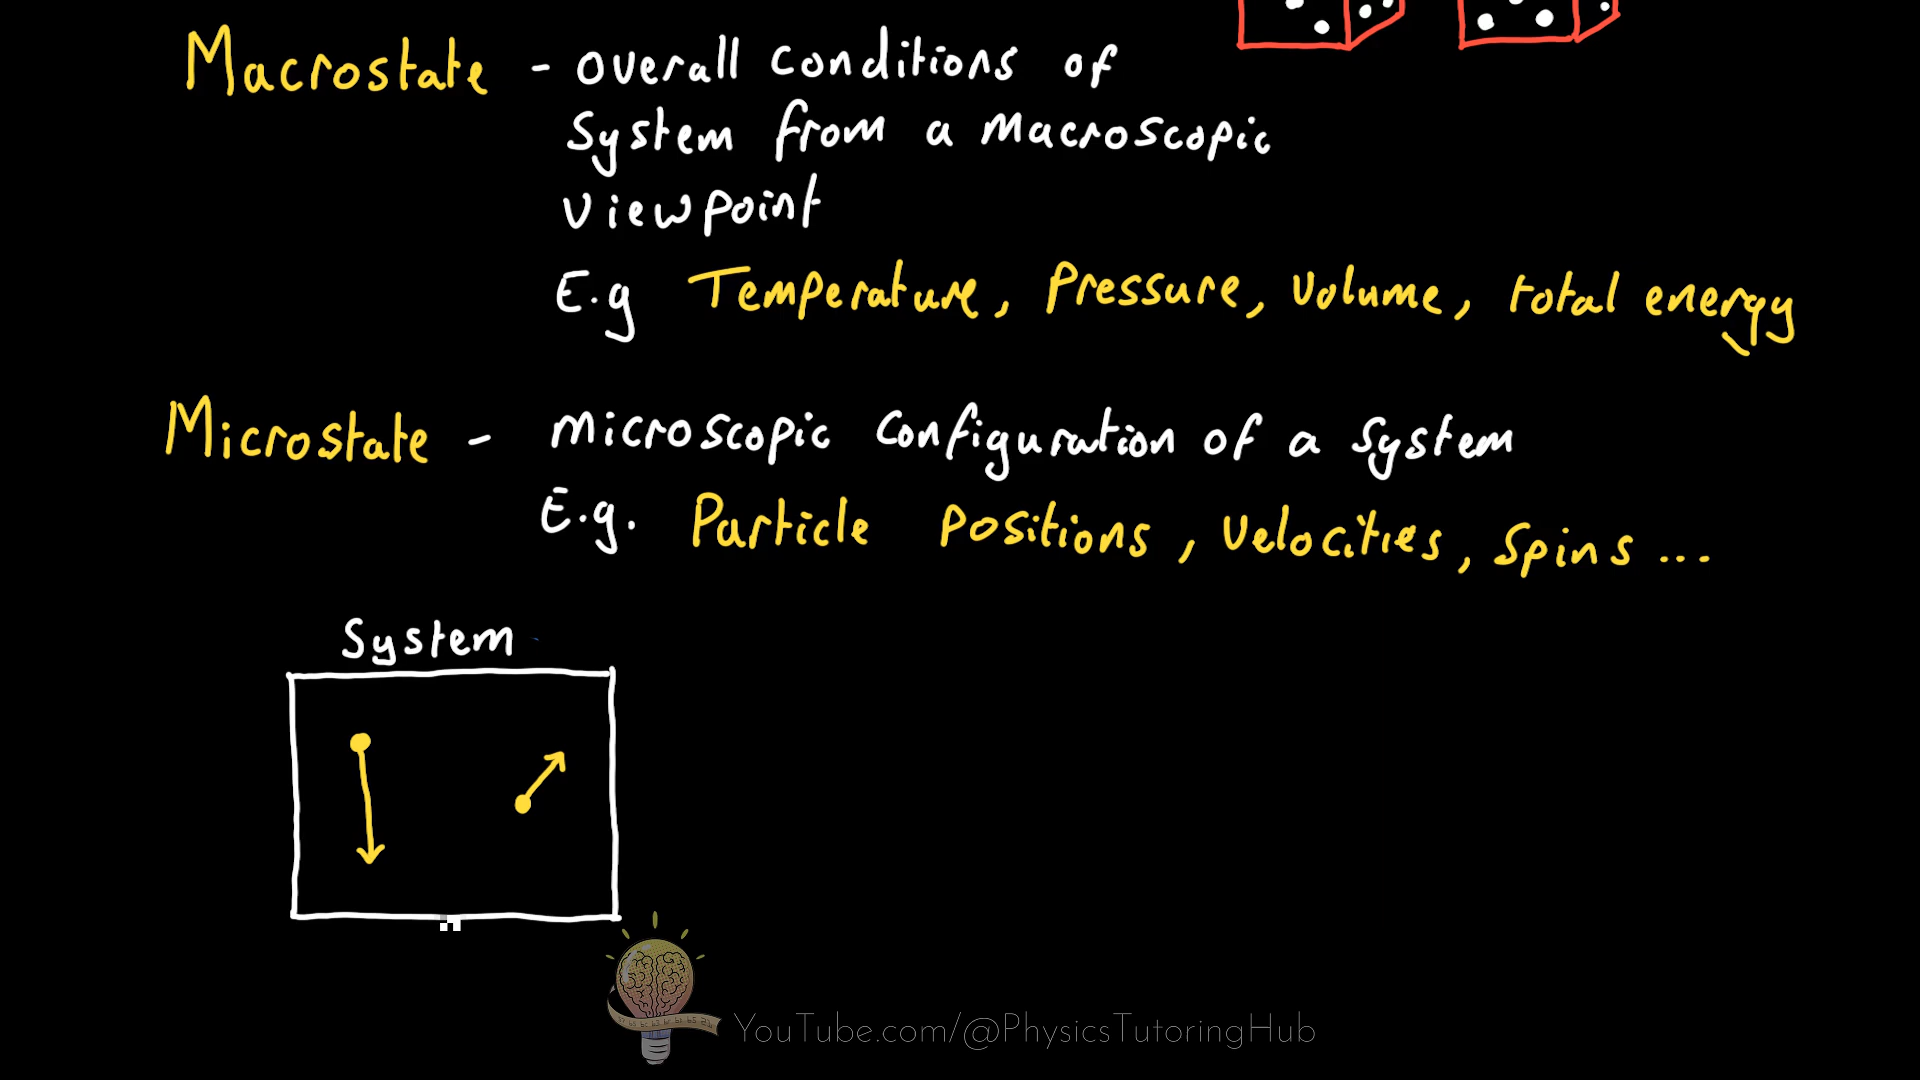 Macrostate - overall conditions of
system from a macroscopic
viewpoint
E.g Temperature, Pressure, Volume, total energy
Microstate - microscopic configuration of a system
E.g. Particle positions, velocities, spins ...
System
YouTube.com/@PhysicsTutoringHub